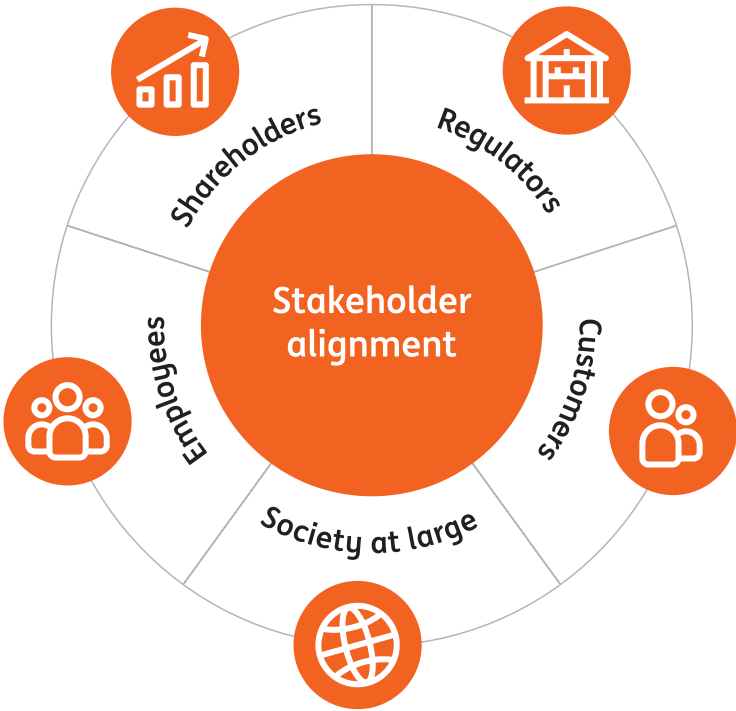 Shareholders
Regulators
Stakeholder
alignment
Employees
Customers
Society at large